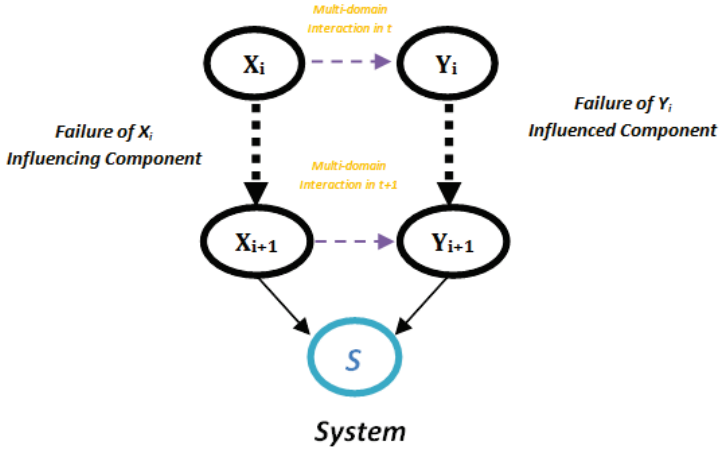 Multi-domain
Interaction in t
Xi
Yi
Failure of Xi
Influencing Component
Failure of Yi
Influenced Component
Multi-domain
Interaction in t+1
Xi+1
Yi+1
S
System